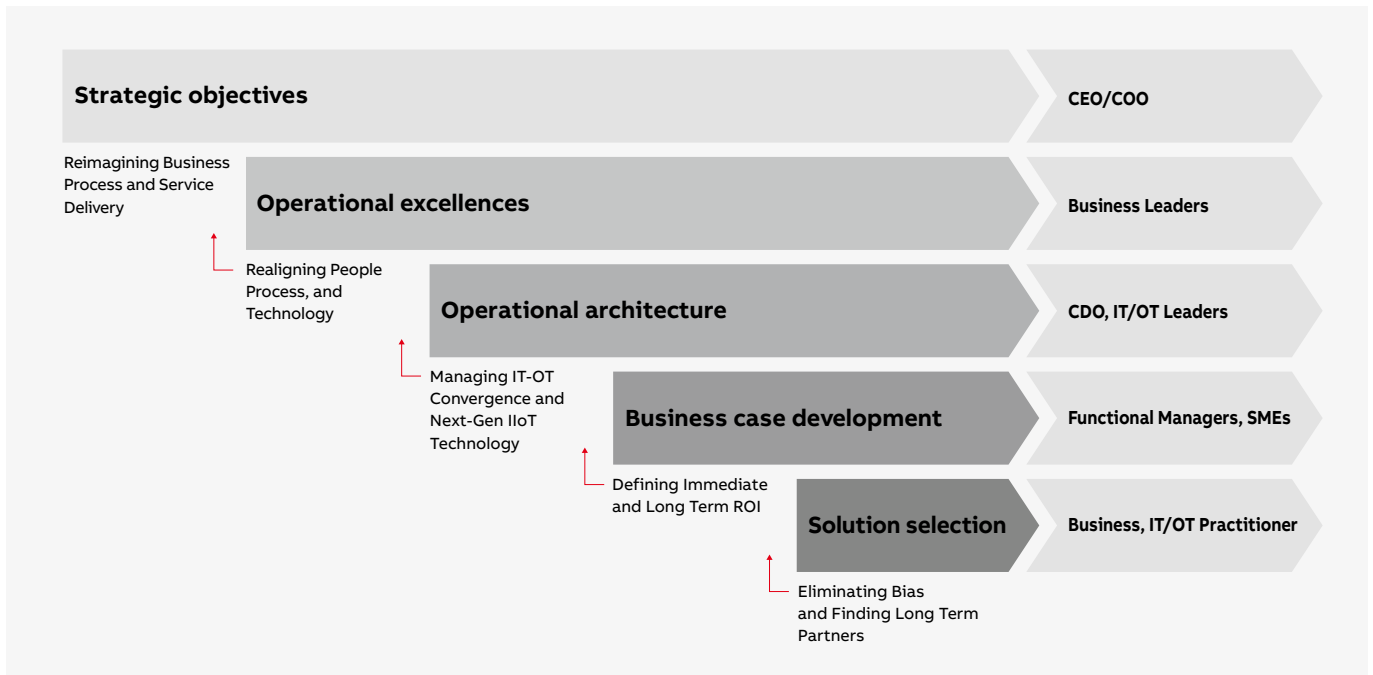 Strategic objectives
CEO/COO
Reimagining Business
Process and Service
Delivery
Operational excellences
Business Leaders
Realigning People
Process, and
Technology
Operational architecture
CDO, IT/OT Leaders
Managing IT-OT
Convergence and
Next-Gen IIoT
Technology
Business case development
Functional Managers, SMEs
Defining Immediate
and Long Term ROI
Solution selection
Business, IT/OT Practitioner
Eliminating Bias
and Finding Long Term
Partners